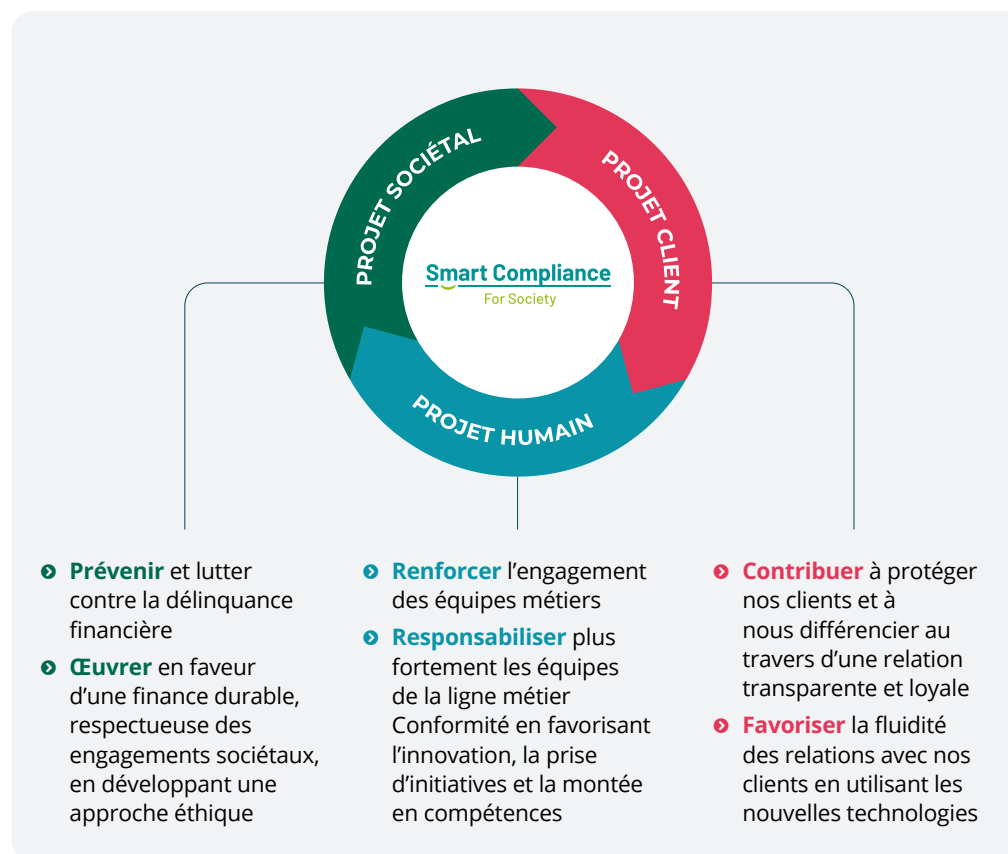 PROJET SOCIÉTAL
PROJET CLIENT
PROJET HUMAIN
Smart Compliance
For Society
Prévenir et lutter
contre la délinquance
financière
Œuvrer en faveur
d’une finance durable,
respectueuse des
engagements sociétaux,
en développant une
approche éthique
Renforcer l’engagement
des équipes métiers
Responsabiliser plus
fortement les équipes
de la ligne métier
Conformité en favorisant
l’innovation, la prise
d’initiatives et la montée
en compétences
Contribuer à protéger
nos clients et à
nous différencier au
travers d’une relation
transparente et loyale
Favoriser la fluidité
des relations avec nos
clients en utilisant les
nouvelles technologies